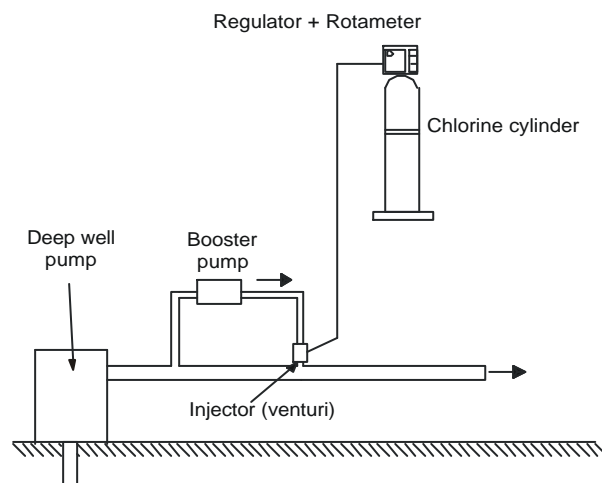 Regulator + Rotameter
Chlorine cylinder
Deep well
pump
Booster
pump
Injector (venturi)